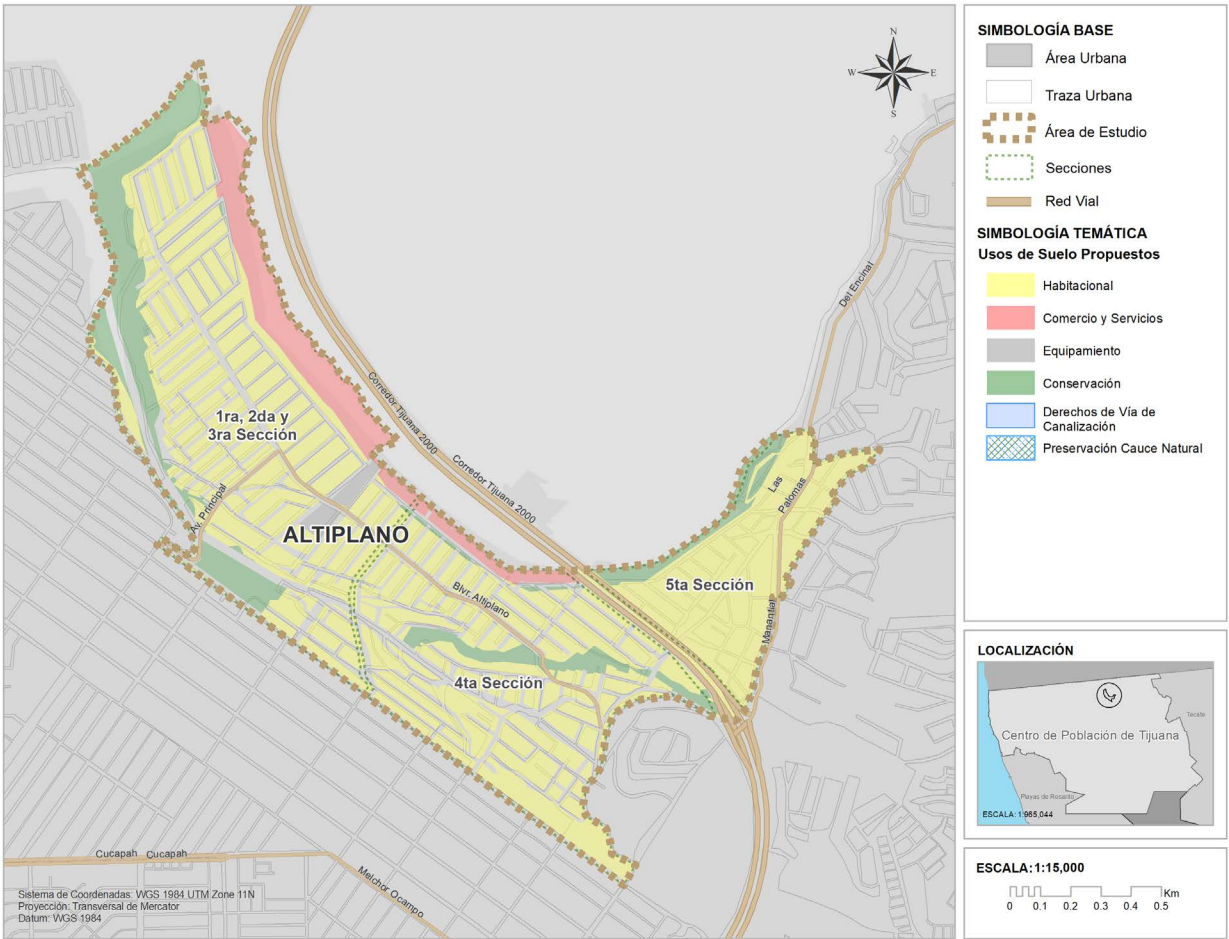 N
W
E
S
Del Encinal
Corredor Tijuana 2000
Corredor Tijuana 2000
1ra, 2da y
3ra Sección
Av. Principal
ALTIPLANO
Las
Palomas
5ta Sección
Blvr. Altiplano
Manantial
4ta Sección
Cucapah
Cucapah
Melchor Ocampo
Sistema de Coordenadas: WGS 1984 UTM Zone 11N
Proyección: Transversal de Mercator
Datum: WGS 1984
SIMBOLOGÍA BASE
Área Urbana
Traza Urbana
Área de Estudio
Secciones
Red Vial
SIMBOLOGÍA TEMÁTICA
Usos de Suelo Propuestos
Habitacional
Comercio y Servicios
Equipamiento
Conservación
Derechos de Vía de
Canalización
Preservación Cauce Natural
LOCALIZACIÓN
Tecate
Centro de Población de Tijuana
Playas de Rosarito
ESCALA: 1:965,044
ESCALA: 1:15,000
Km
0 0.1 0.2 0.3 0.4 0.5